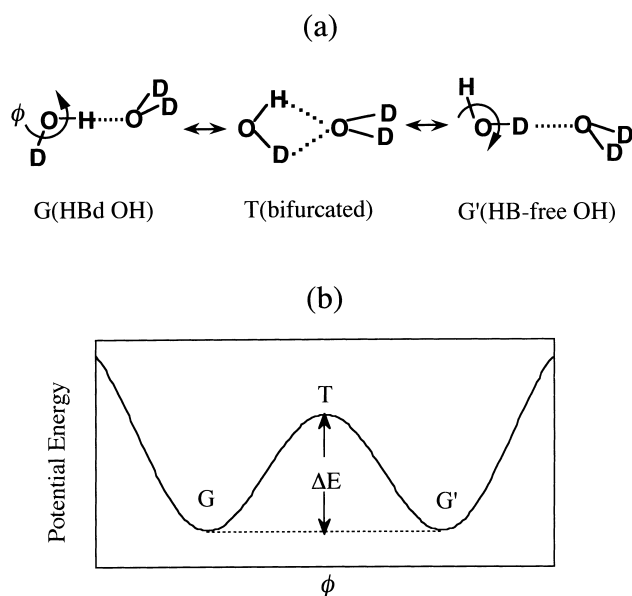 (a)
H
D
H
D
ϕ
O
H
O
D
O
O
D
O
D
O
D
D
D
D
D
G(HBd OH)
T(bifurcated)
G'(HB-free OH)
(b)
Potential Energy
T
G
ΔE
G'
ϕ